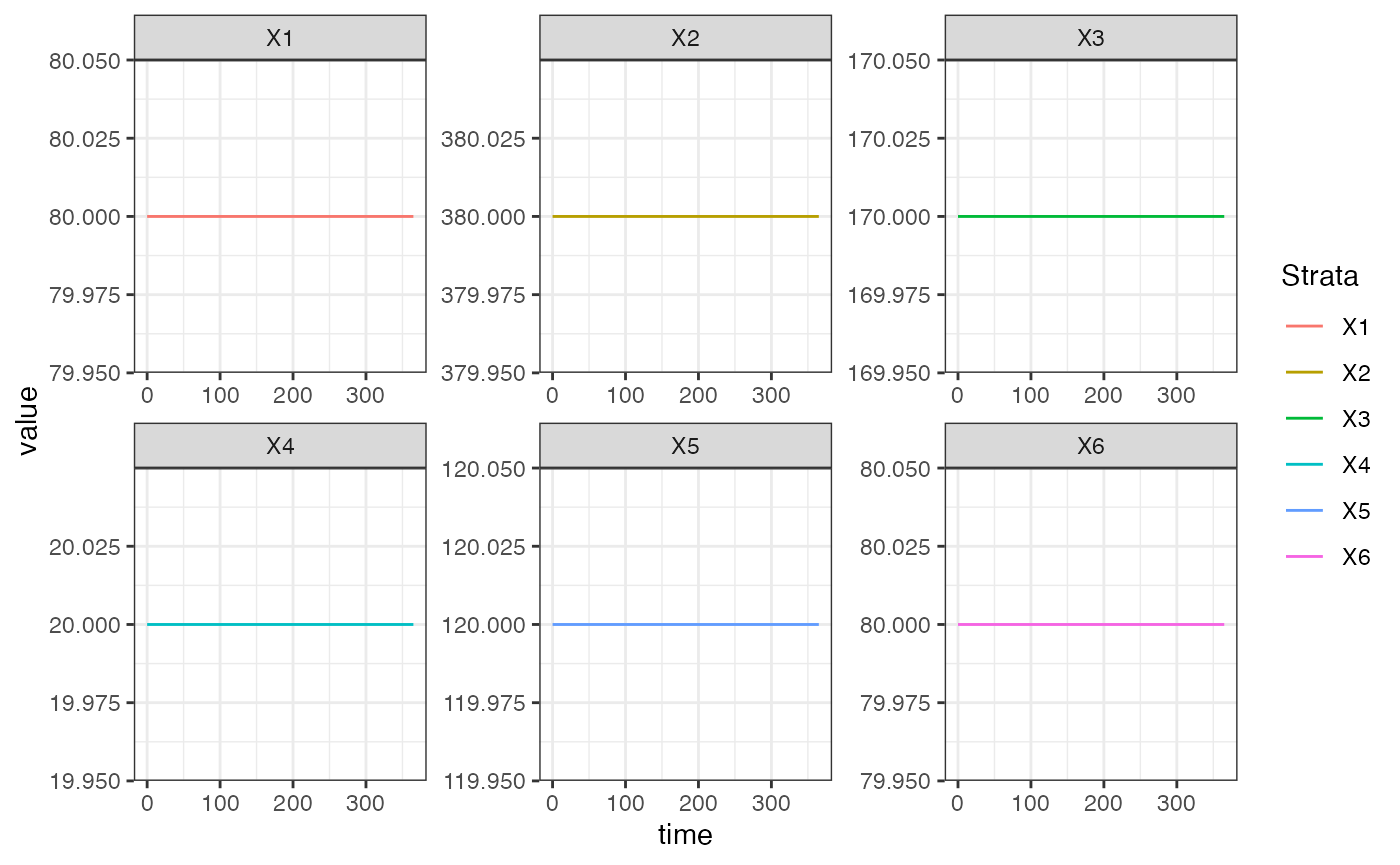 X1
X2
X3
80.050
80.025
80.000
79.975
79.950
380.025
380.000
379.975
379.950
170.050
170.025
170.000
169.975
169.950
0 100 200 300
0 100 200 300
0 100 200 300
value
X4
X5
X6
20.025
20.000
19.975
19.950
120.050
120.025
120.000
119.975
119.950
80.050
80.025
80.000
79.975
79.950
0 100 200 300
0 100 200 300
0 100 200 300
time
Strata
X1
X2
X3
X4
X5
X6